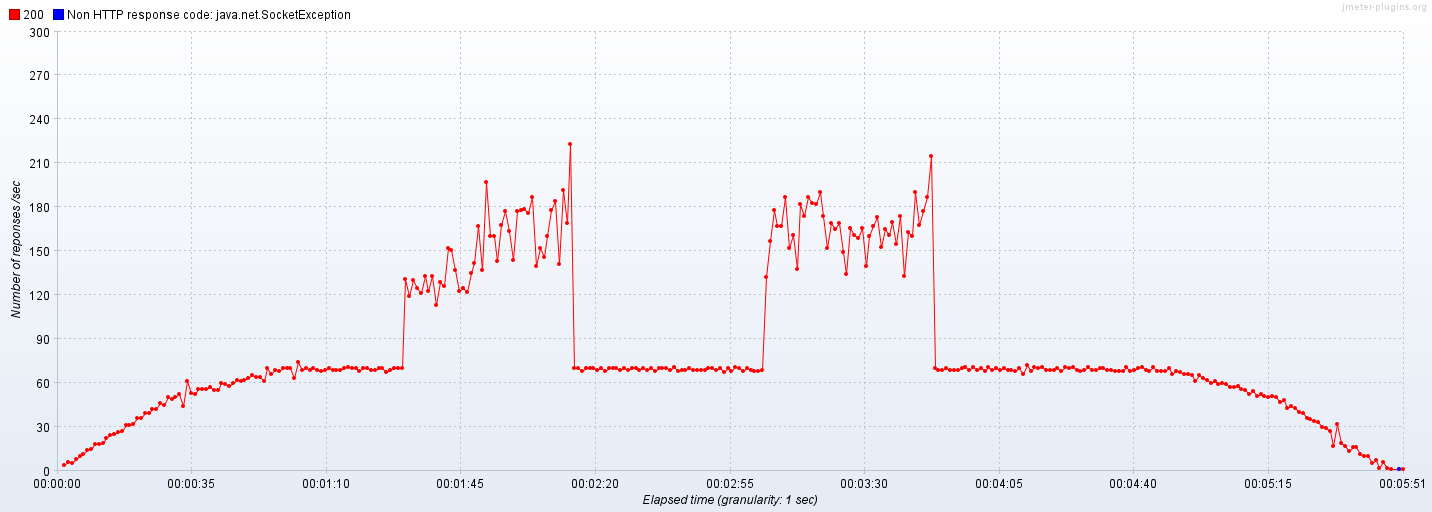 200 Non HTTP response code: java.net.SocketException
jmeter-plugins.org
300
270
240
210
180
150
120
90
60
30
0
Number of reponses /sec
00:00:00 00:00:35 00:01:10 00:01:45 00:02:20 00:02:55 00:03:30 00:04:05 00:04:40 00:05:15 00:05:51
Elapsed time (granularity: 1 sec)